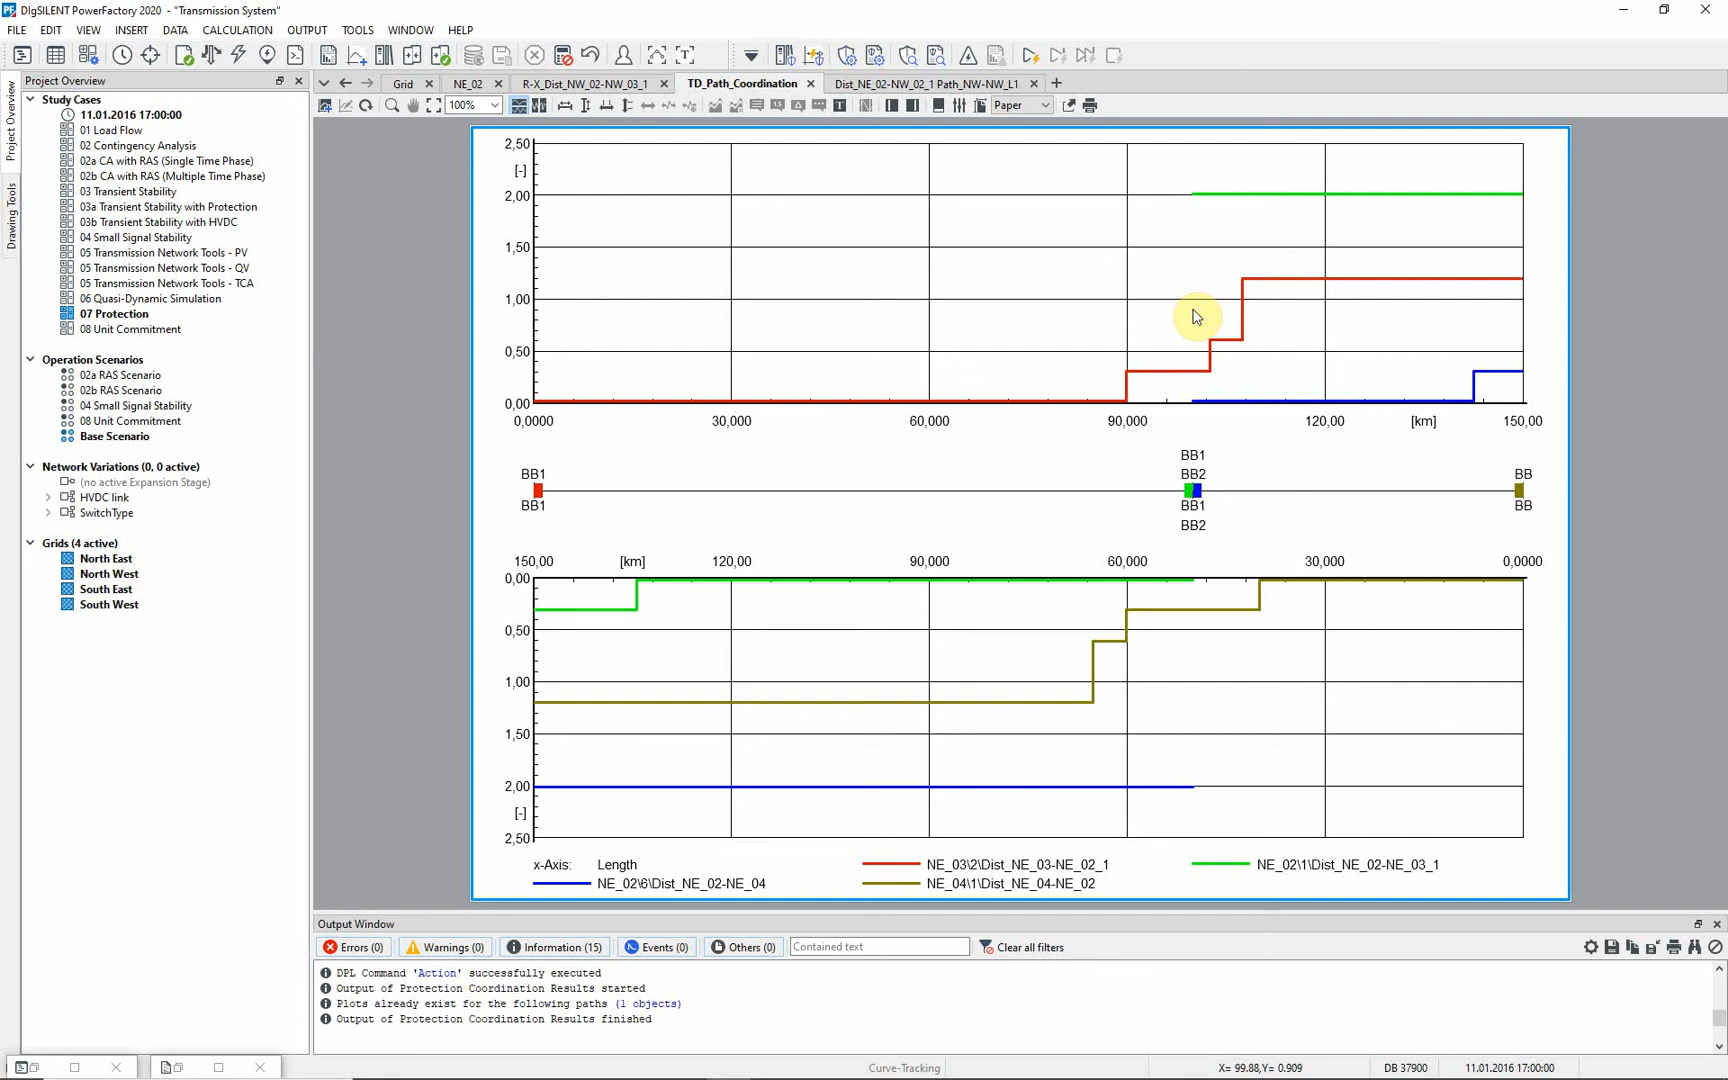 DIgSILENT PowerFactory 2020 - "Transmission System"
FILE EDIT VIEW INSERT DATA CALCULATION OUTPUT TOOLS WINDOW HELP
Project Overview
Drawing Tools
Project Overview
Study Cases
11.01.2016 17:00:00
01 Load Flow
02 Contingency Analysis
02a CA with RAS (Single Time Phase)
02b CA with RAS (Multiple Time Phase)
03 Transient Stability
03a Transient Stability with Protection
03b Transient Stability with HVDC
04 Small Signal Stability
05 Transmission Network Tools - PV
05 Transmission Network Tools - QV
05 Transmission Network Tools - TCA
06 Quasi-Dynamic Simulation
07 Protection
08 Unit Commitment
Operation Scenarios
02a RAS Scenario
02b RAS Scenario
04 Small Signal Stability
08 Unit Commitment
Base Scenario
Network Variations (0, 0 active)
(no active Expansion Stage)
HVDC link
SwitchType
Grids (4 active)
North East
North West
South East
South West
Grid NE_02 R-X_Dist_NW_02-NW_03_1 TD_Path_Coordination Dist_NE_02-NW_02_1 Path_NW-NW_L1
100% Paper
2,50
[-]
2,00
1,50
1,00
0,50
0,00
0,0000 30,000 60,000 90,000 120,00 [km] 150,00
BB1
BB1 BB2 BB
BB1 BB1 BB
BB2
150,00 [km] 120,00 90,000 60,000 30,000 0,0000
0,00
0,50
1,00
1,50
2,00
[-]
2,50
x-Axis: Length NE_03\2\Dist_NE_03-NE_02_1 NE_02\1\Dist_NE_02-NE_03_1
NE_02\6\Dist_NE_02-NE_04 NE_04\1\Dist_NE_04-NE_02
Output Window
Errors (0) Warnings (0) Information (15) Events (0) Others (0) Contained text Clear all filters
DPL Command 'Action' successfully executed
Output of Protection Coordination Results started
Plots already exist for the following paths (1 objects)
Output of Protection Coordination Results finished
Curve-Tracking X= 99.88,Y= 0.909 DB 37900 11.01.2016 17:00:00